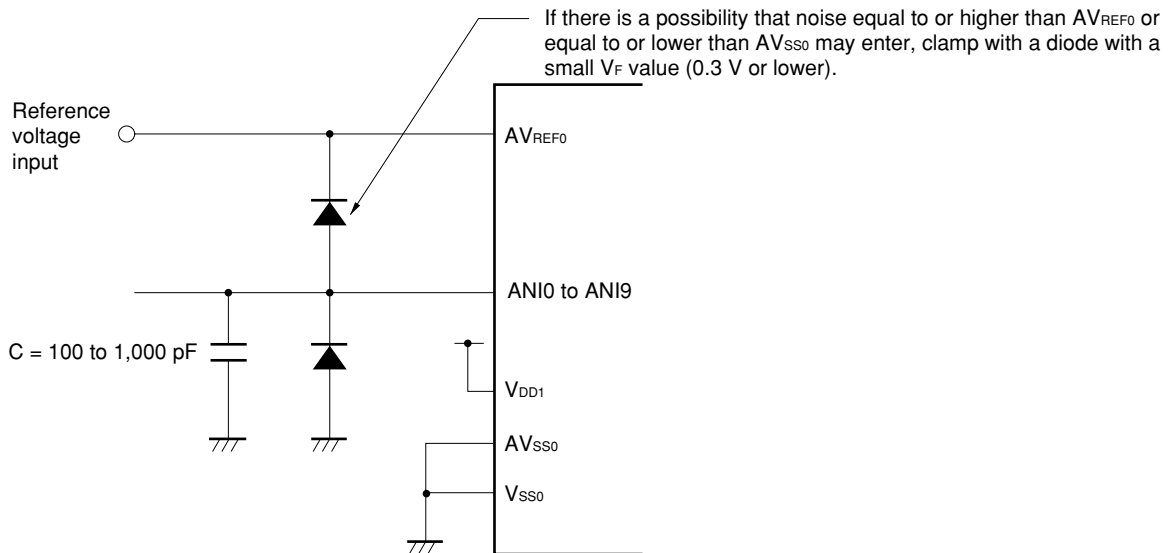 If there is a possibility that noise equal to or higher than AVREF0 or
equal to or lower than AVSS0 may enter, clamp with a diode with a
small VF value (0.3 V or lower).
Reference
voltage
input
AVREF0
ANI0 to ANI9
C = 100 to 1,000 pF
VDD1
AVSS0
VSS0